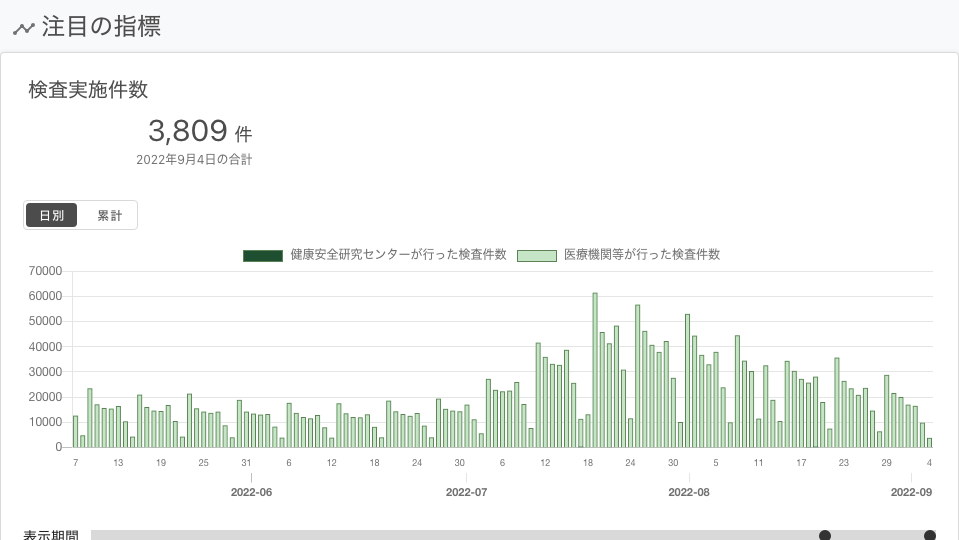 注目の指標
検査実施件数
3,809 件
2022年9月4日の合計
日別 累計
健康安全研究センターが行った検査件数 医療機関等が行った検査件数
70000
60000
50000
40000
30000
20000
10000
0
7 13 19 25 31 6 12 18 24 30 6 12 18 24 30 5 11 17 23 29 4
2022-06 2022-07 2022-08 2022-09
表示期間